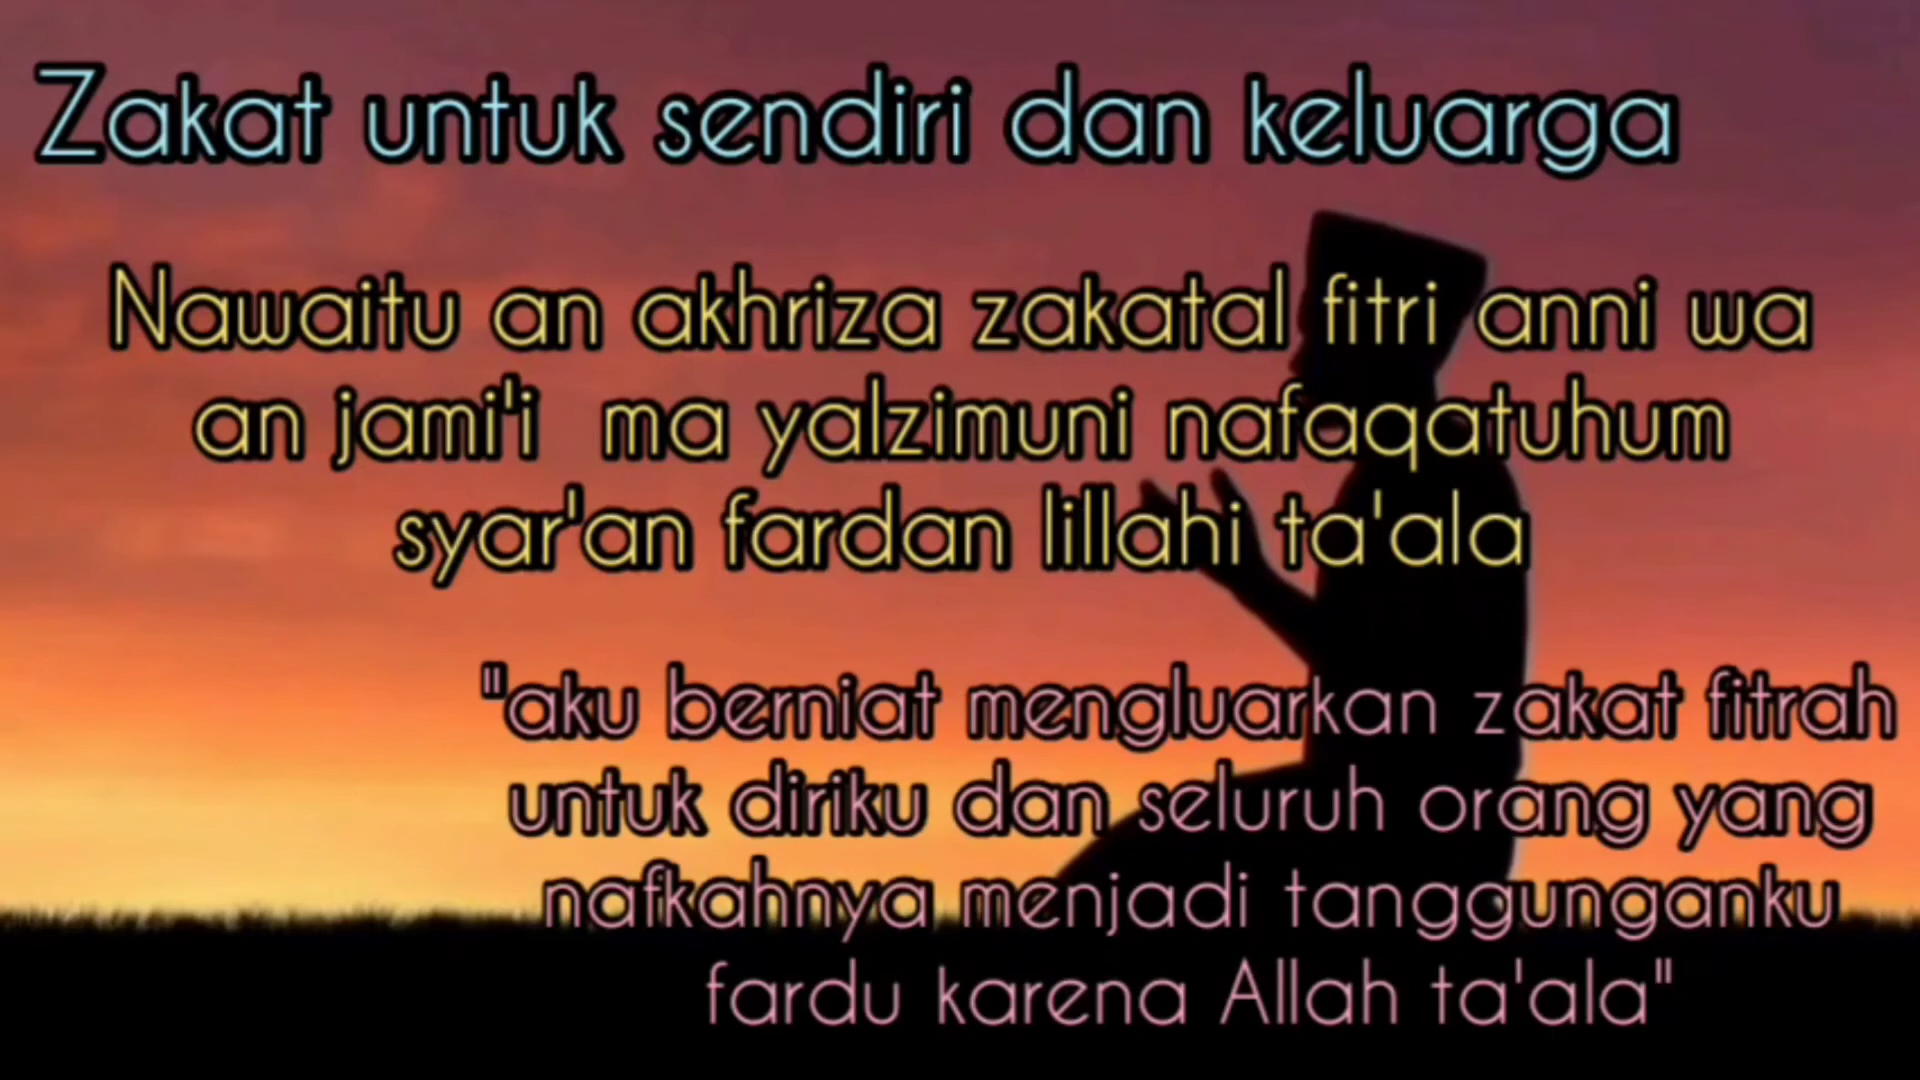 Zakat untuk sendiri dan keluarga
Nawaitu an akhriza zakatal fitri anni wa
an jami'i ma yalzimuni nafaqatuhum
syar'an fardan lillahi ta'ala
"aku berniat mengluarkan zakat fitrah
untuk diriku dan seluruh orang yang
nafkahnya menjadi tanggunganku
fardu karena Allah ta'ala"